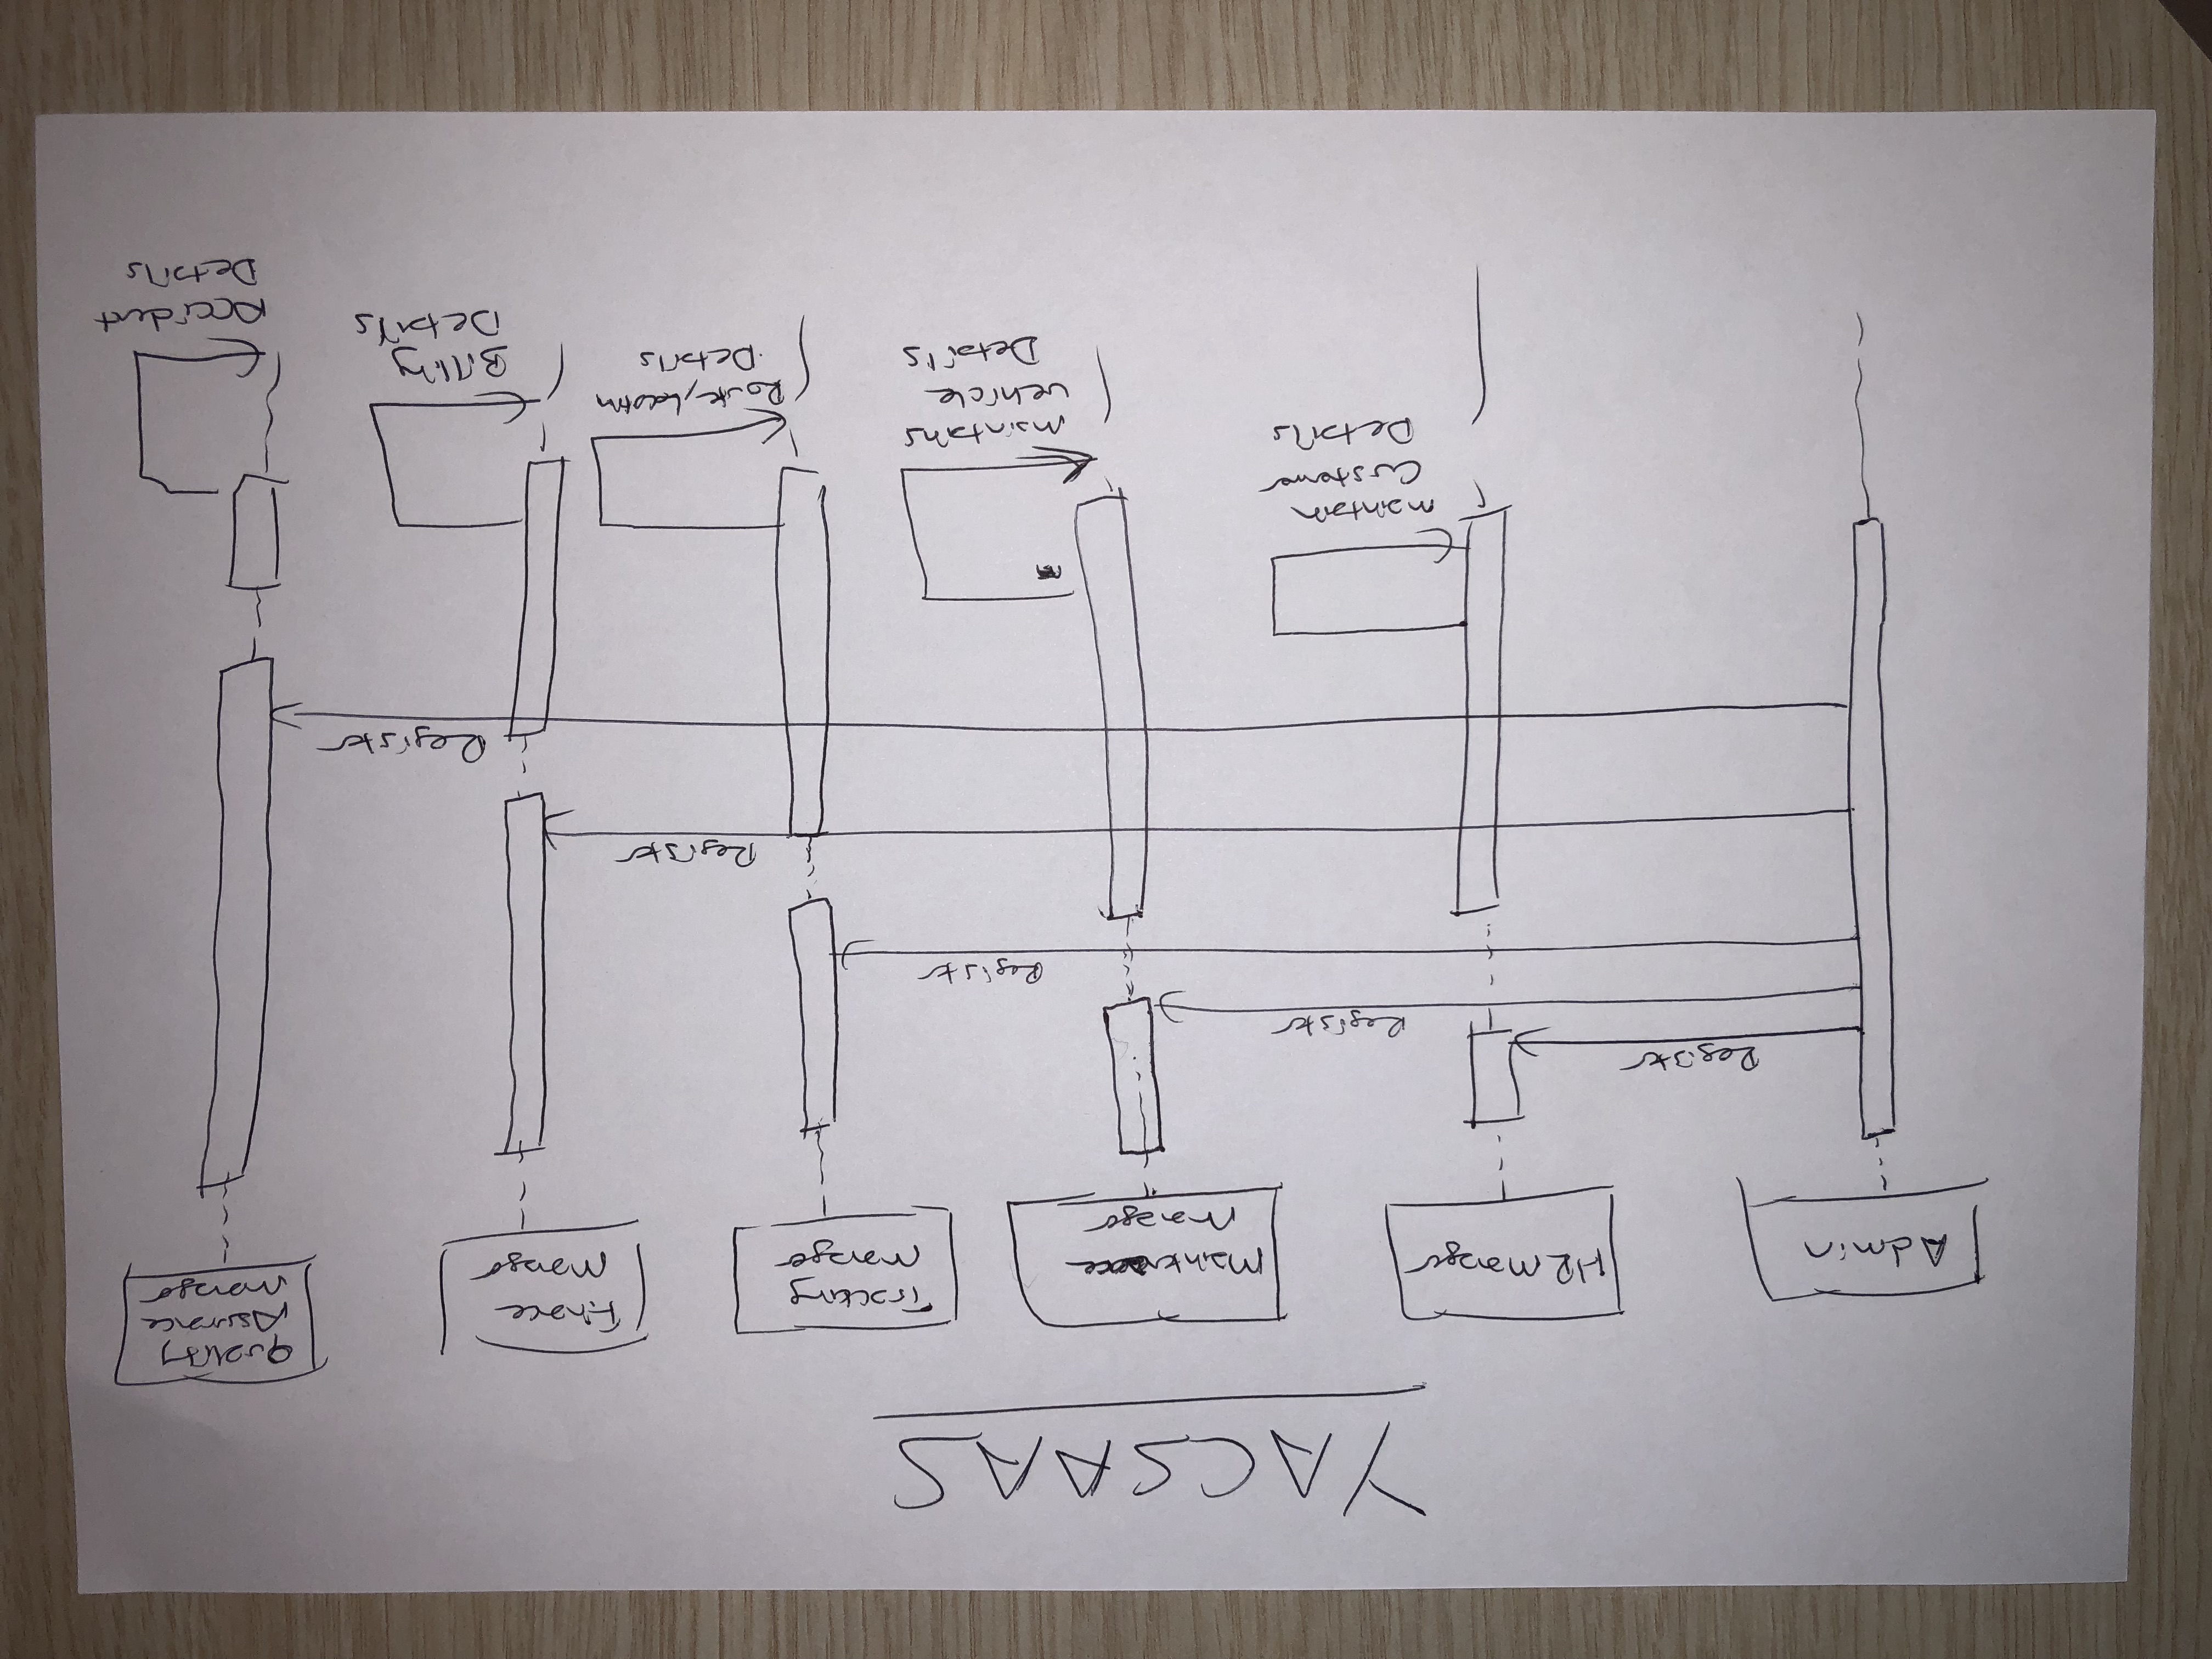 YACSAAS
Admin
HR Manager
Maintenance
Manager
Tracking
Manager
Finace
Manager
Quality
Assurance
Manager
Register
Register
Register
Register
Register
Maintain
Customer
Details
Maintains
vehicle
Details
Route, Location
Details
Billing
Details
Accident
Details